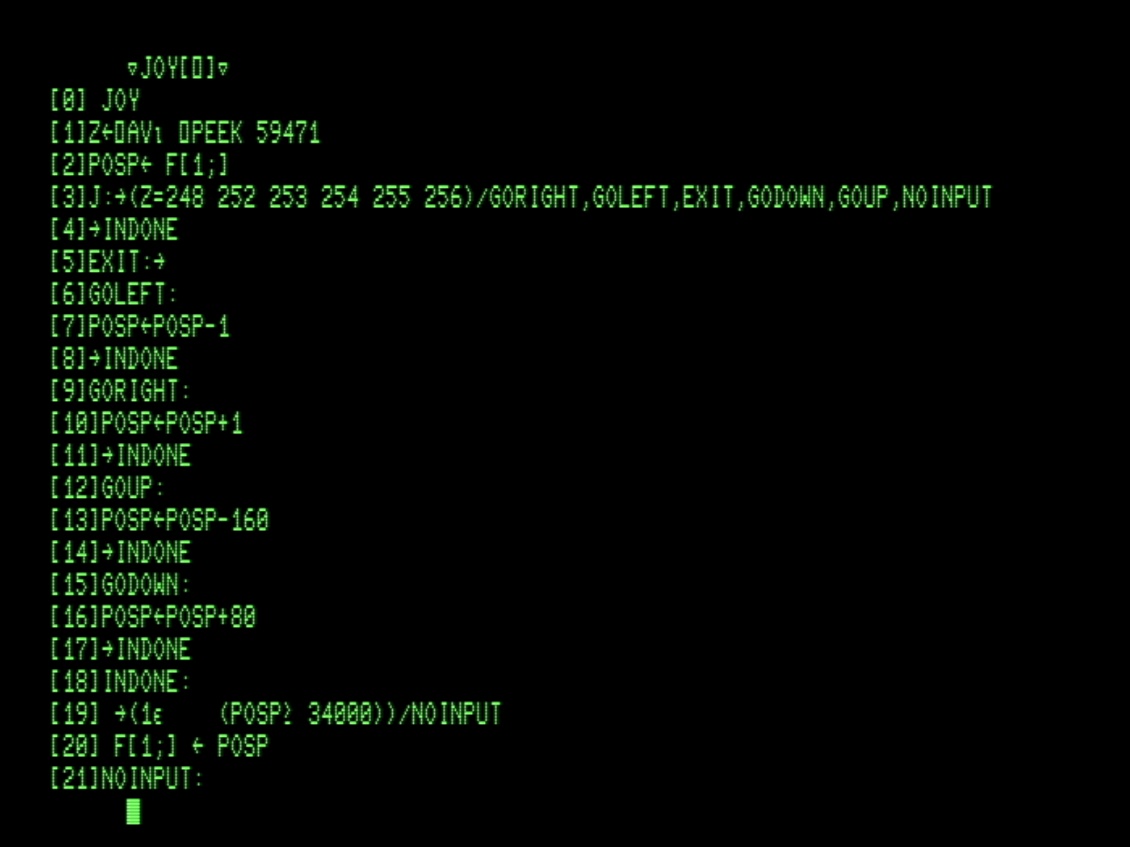 ∇JOY[⎕]∇
[0] JOY
[1]Z←⎕AV⍳ ⎕PEEK 59471
[2]POSP← F[1;]
[3]J:→(Z=248 252 253 254 255 256)/GORIGHT,GOLEFT,EXIT,GODOWN,GOUP,NOINPUT
[4]→INDONE
[5]EXIT:→
[6]GOLEFT:
[7]POSP←POSP-1
[8]→INDONE
[9]GORIGHT:
[10]POSP←POSP+1
[11]→INDONE
[12]GOUP:
[13]POSP←POSP-160
[14]→INDONE
[15]GODOWN:
[16]POSP←POSP+80
[17]→INDONE
[18]INDONE:
[19] →(1∊    (POSP≥ 34000))/NOINPUT
[20] F[1;] ← POSP
[21]NOINPUT: